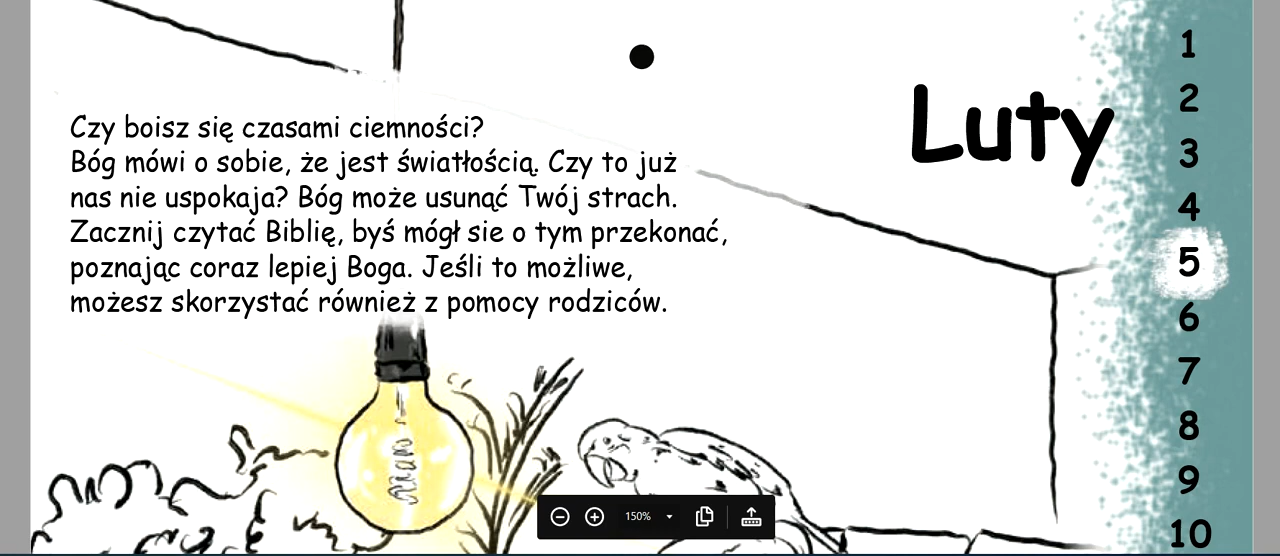 Luty
Czy boisz się czasami ciemności?
Bóg mówi o sobie, że jest światłością. Czy to już
nas nie uspokaja? Bóg może usunąć Twój strach.
Zacznij czytać Biblię, byś mógł sie o tym przekonać,
poznając coraz lepiej Boga. Jeśli to możliwe,
możesz skorzystać również z pomocy rodziców.
1
2
3
4
5
6
7
8
9
10
150%